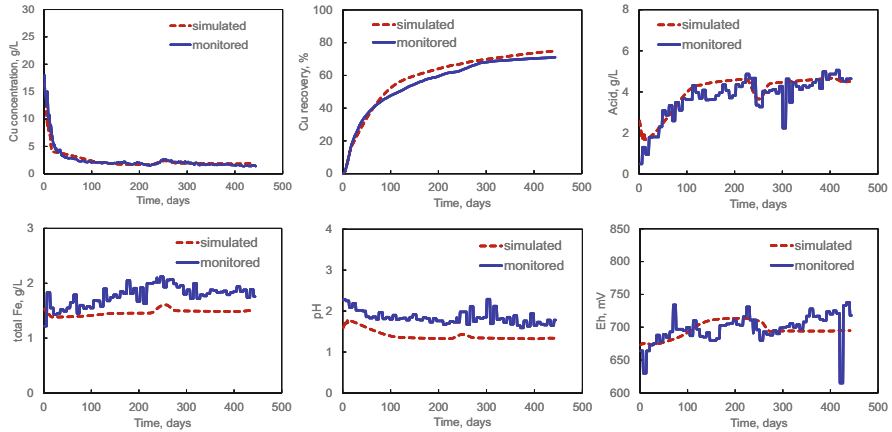 Cu concentration, g/L
30
25
20
15
10
5
0
simulated
monitored
0 100 200 300 400 500
Time, days
Cu recovery, %
100
80
60
40
20
0
simulated
monitored
0 100 200 300 400 500
Time, days
Acid, g/L
8
6
4
2
0
simulated
monitored
0 100 200 300 400 500
Time, days
total Fe, g/L
3
2
1
0
simulated
monitored
0 100 200 300 400 500
Time, days
pH
4
3
2
1
0
simulated
monitored
0 100 200 300 400 500
Time, days
Eh, mV
850
800
750
700
650
600
simulated
monitored
0 100 200 300 400 500
Time, days